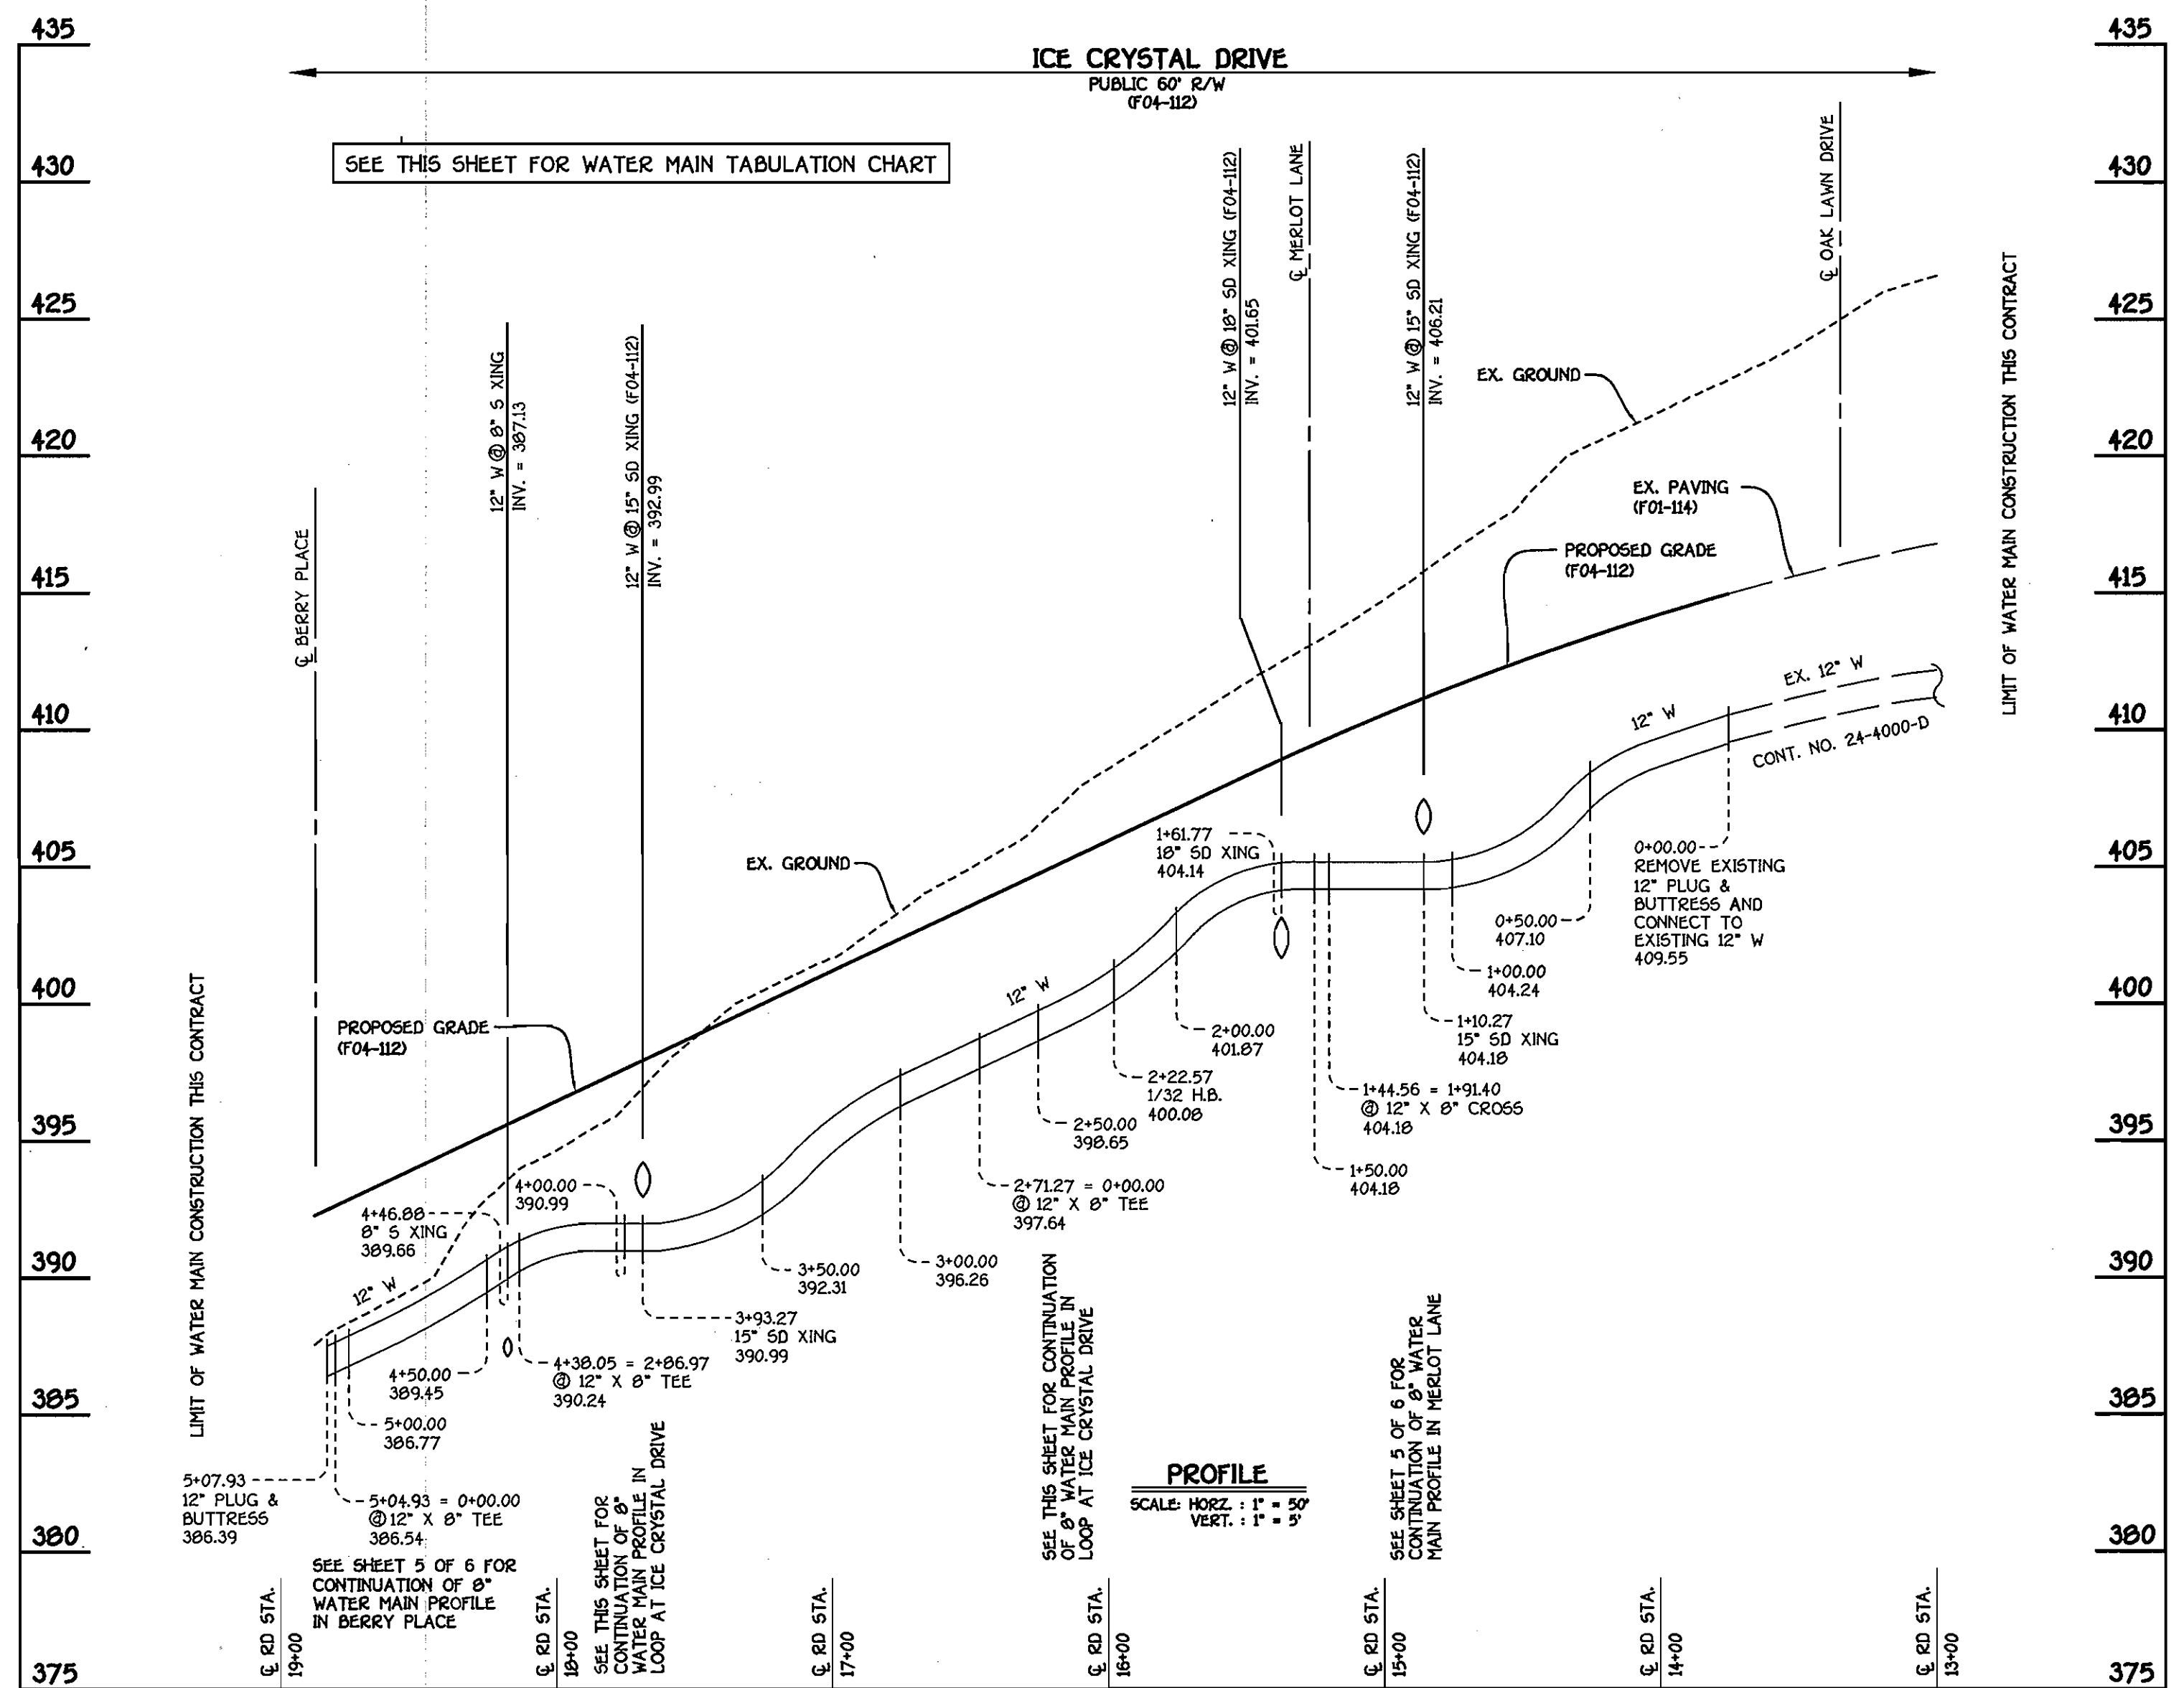 435
435
ICE CRYSTAL DRIVE
PUBLIC 60' R/W
(F04-112)
SEE THIS SHEET FOR WATER MAIN TABULATION CHART
430
430
425
425
420
420
415
415
410
410
405
405
400
400
395
395
390
390
385
385
380
380
375
375
LIMIT OF WATER MAIN CONSTRUCTION THIS CONTRACT
℄ BERRY PLACE
12" W @ 8" S XING
INV. = 387.13
12" W @ 15" SD XING (F04-112)
INV. = 392.99
12" W @ 18" SD XING (F04-112)
INV. = 401.65
℄ MERLOT LANE
12" W @ 15" SD XING (F04-112)
INV. = 406.21
℄ OAK LAWN DRIVE
LIMIT OF WATER MAIN CONSTRUCTION THIS CONTRACT
EX. GROUND
EX. PAVING
(F01-114)
PROPOSED GRADE
(F04-112)
EX. 12" W
12" W
CONT. NO. 24-4000-D
EX. GROUND
1+61.77
18" SD XING
404.14
0+00.00
REMOVE EXISTING
12" PLUG &
BUTTRESS AND
CONNECT TO
EXISTING 12" W
409.55
0+50.00
407.10
1+00.00
404.24
1+10.27
15" SD XING
404.18
1+44.56 = 1+91.40
@ 12" X 8" CROSS
404.18
1+50.00
404.18
12" W
2+00.00
401.87
2+22.57
1/32 H.B.
400.08
2+50.00
398.65
2+71.27 = 0+00.00
@ 12" X 8" TEE
397.64
3+00.00
396.26
3+50.00
392.31
PROPOSED GRADE
(F04-112)
4+00.00
390.99
4+46.88
8" S XING
389.66
12" W
3+93.27
15" SD XING
390.99
4+38.05 = 2+86.97
@ 12" X 8" TEE
390.24
4+50.00
389.45
5+00.00
386.77
5+07.93
12" PLUG &
BUTTRESS
386.39
5+04.93 = 0+00.00
@ 12" X 8" TEE
386.54
SEE SHEET 5 OF 6 FOR
CONTINUATION OF 8"
WATER MAIN PROFILE
IN BERRY PLACE
SEE THIS SHEET FOR
CONTINUATION OF 8"
WATER MAIN PROFILE IN
LOOP AT ICE CRYSTAL DRIVE
SEE THIS SHEET FOR CONTINUATION
OF 8" WATER MAIN PROFILE IN
LOOP AT ICE CRYSTAL DRIVE
PROFILE
SCALE: HORZ. : 1" = 50'
VERT. : 1" = 5'
SEE SHEET 5 OF 6 FOR
CONTINUATION OF 8" WATER
MAIN PROFILE IN MERLOT LANE
℄ RD STA.
19+00
℄ RD STA.
18+00
℄ RD STA.
17+00
℄ RD STA.
16+00
℄ RD STA.
15+00
℄ RD STA.
14+00
℄ RD STA.
13+00